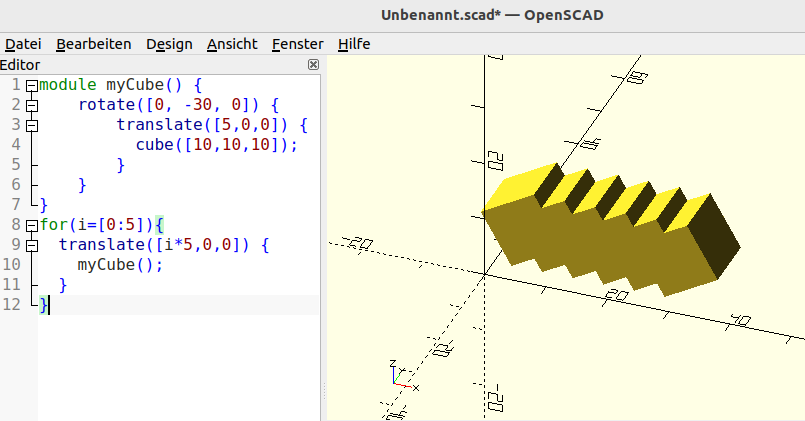 Unbenannt.scad* — OpenSCAD
Datei Bearbeiten Design Ansicht Fenster Hilfe
Editor
1 module myCube() {
2     rotate([0, -30, 0]) {
3         translate([5,0,0]) {
4           cube([10,10,10]);
5         }
6     }
7 }
8 for(i=[0:5]){
9   translate([i*5,0,0]) {
10     myCube();
11   }
12 }
20
-20
20
40
-20
z
y
x